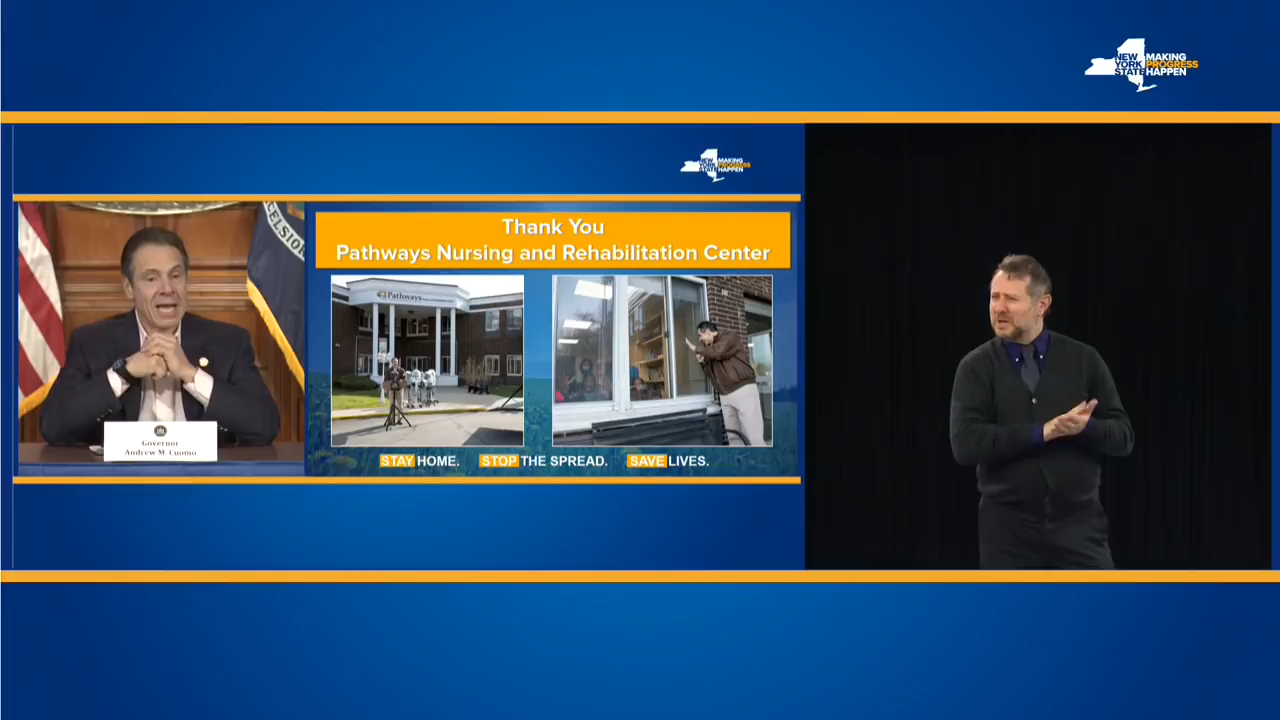 NEW
YORK
STATE
MAKING
PROGRESS
HAPPEN
NEW
YORK
STATE
MAKING
PROGRESS
HAPPEN
Thank You
Pathways Nursing and Rehabilitation Center
CELSIOR
Pathways
Governor
Andrew M. Cuomo
STAY HOME. STOP THE SPREAD. SAVE LIVES.